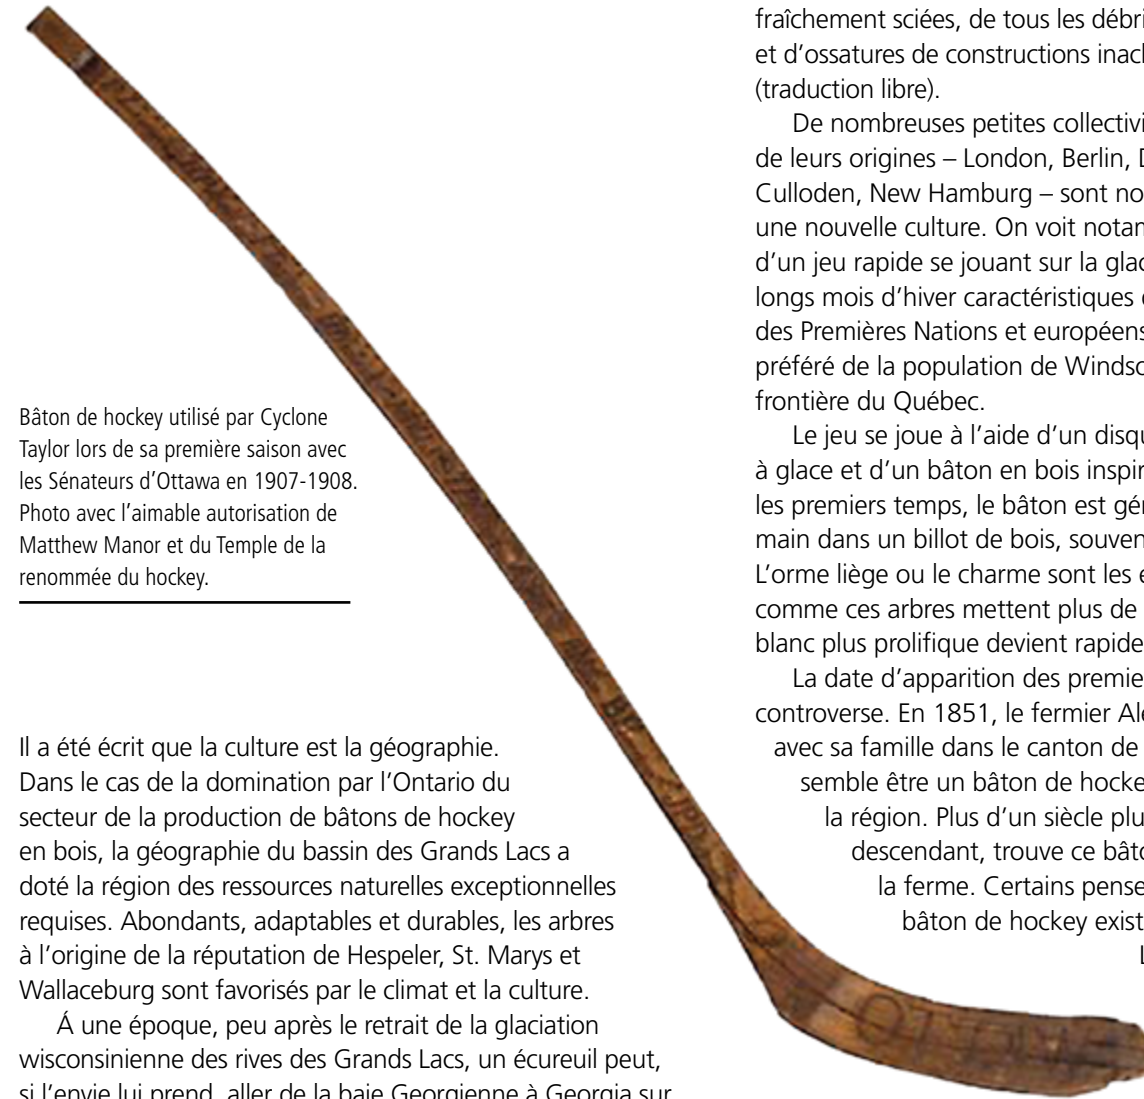 Bâton de hockey utilisé par Cyclone
Taylor lors de sa première saison avec
les Sénateurs d'Ottawa en 1907-1908.
Photo avec l'aimable autorisation de
Matthew Manor et du Temple de la
renommée du hockey.
Il a été écrit que la culture est la géographie.
Dans le cas de la domination par l'Ontario du
secteur de la production de bâtons de hockey
en bois, la géographie du bassin des Grands Lacs a
doté la région des ressources naturelles exceptionnelles
requises. Abondants, adaptables et durables, les arbres
à l'origine de la réputation de Hespeler, St. Marys et
Wallaceburg sont favorisés par le climat et la culture.
Á une époque, peu après le retrait de la glaciation
wisconsinienne des rives des Grands Lacs, un écureuil peut,
si l'envie lui prend, aller de la baie Georgienne à Georgia sur
fraîchement sciées, de tous les débri
et d'ossatures de constructions inac
(traduction libre).
De nombreuses petites collectivi
de leurs origines – London, Berlin,
Culloden, New Hamburg – sont no
une nouvelle culture. On voit notan
d'un jeu rapide se jouant sur la glac
longs mois d'hiver caractéristiques
des Premières Nations et européens
préféré de la population de Windso
frontière du Québec.
Le jeu se joue à l'aide d'un disqu
à glace et d'un bâton en bois inspir
les premiers temps, le bâton est gér
main dans un billot de bois, souven
L'orme liège ou le charme sont les
comme ces arbres mettent plus de
blanc plus prolifique devient rapide
La date d'apparition des premie
controverse. En 1851, le fermier Ale
avec sa famille dans le canton de
semble être un bâton de hocke
la région. Plus d'un siècle plu
descendant, trouve ce bâto
la ferme. Certains pense
bâton de hockey exist
L